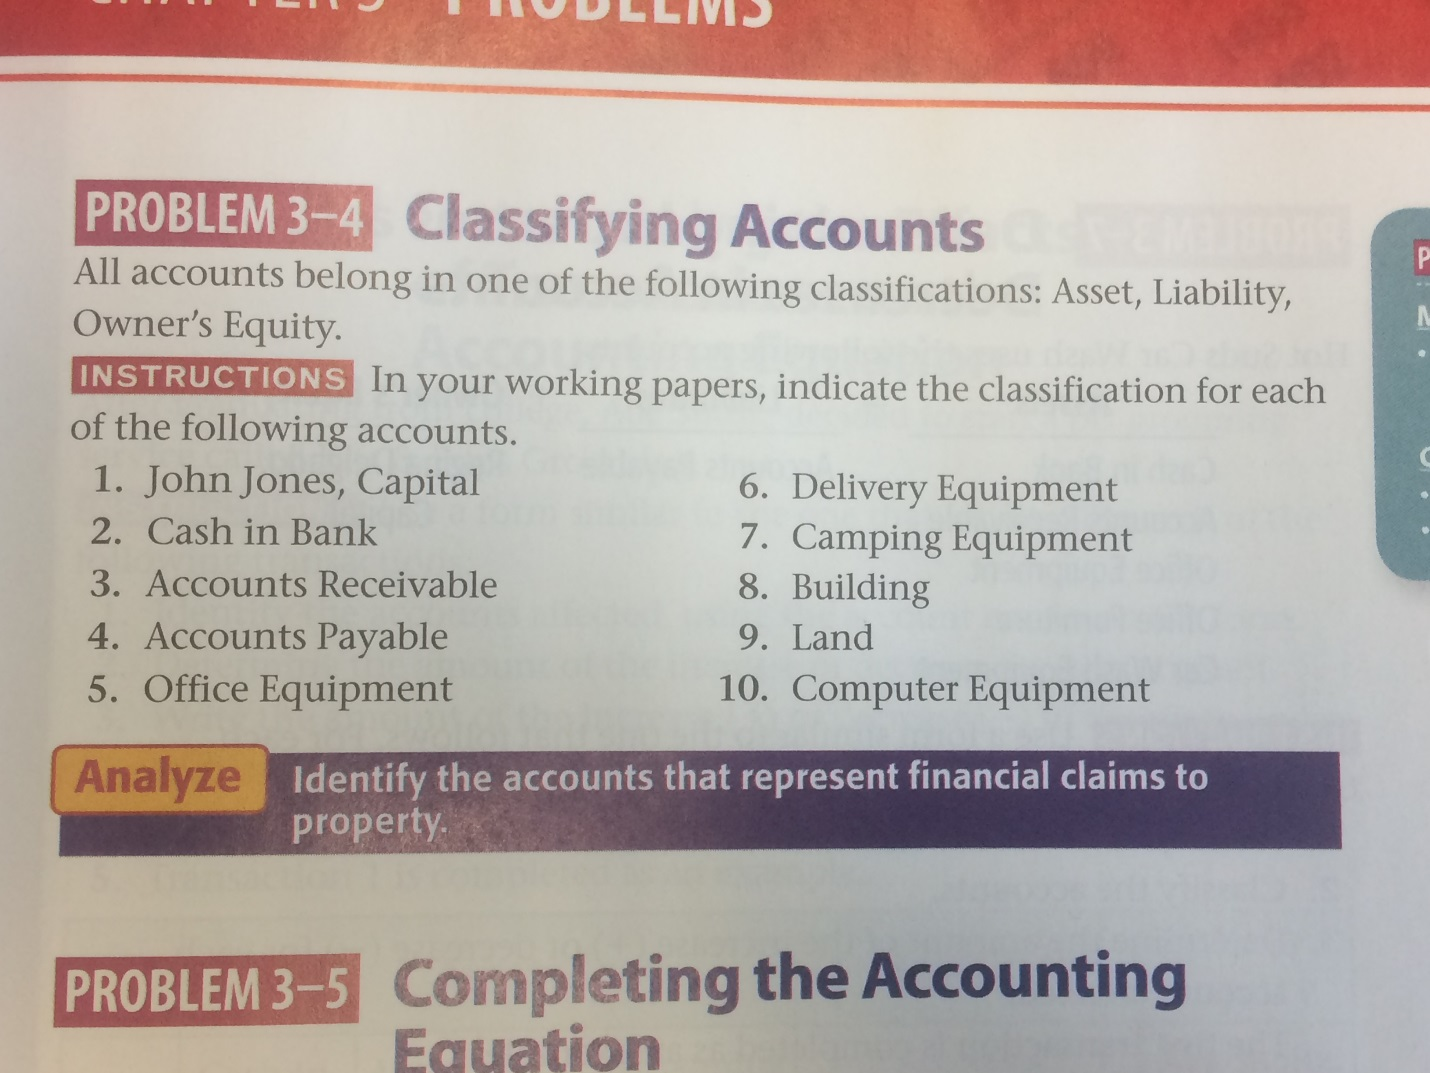 PROBLEMS
PROBLEM 3–4 Classifying Accounts
All accounts belong in one of the following classifications: Asset, Liability,
Owner's Equity.
INSTRUCTIONS In your working papers, indicate the classification for each
of the following accounts.
1. John Jones, Capital
2. Cash in Bank
3. Accounts Receivable
4. Accounts Payable
5. Office Equipment
6. Delivery Equipment
7. Camping Equipment
8. Building
9. Land
10. Computer Equipment
Analyze Identify the accounts that represent financial claims to
property.
PROBLEM 3–5 Completing the Accounting
Equation